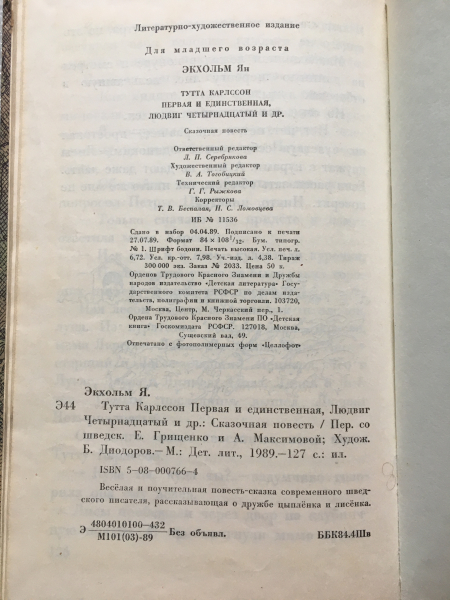 Литературно-художественное издание
Для младшего возраста
ЭКХОЛЬМ Ян
ТУТТА КАРЛССОН
ПЕРВАЯ И ЕДИНСТВЕННАЯ,
ЛЮДВИГ ЧЕТЫРНАДЦАТЫЙ И ДР.
Сказочная повесть
Ответственный редактор
Л. П. Серебрякова
Художественный редактор
В. А. Тогобицкий
Технический редактор
Г. Г. Рыжкова
Корректоры
Т. В. Беспалая, Н. С. Ломовцева
ИБ № 11536
Сдано в набор 04.04.89. Подписано к печати
27.07.89. Формат 84 × 108¹/₃₂. Бум. типогр.
№ 1. Шрифт бодони. Печать высокая. Усл. печ. л.
6,72. Усл. кр.-отт. 7,98. Уч.-изд. л. 4,38. Тираж
300 000 экз. Заказ № 2033. Цена 50 к.
Орденов Трудового Красного Знамени и Дружбы
народов издательство «Детская литература» Госу-
дарственного комитета РСФСР по делам изда-
тельств, полиграфии и книжной торговли. 103720,
Москва, Центр, М. Черкасский пер., 1.
Ордена Трудового Красного Знамени ПО «Детская
книга» Госкомиздата РСФСР. 127018, Москва,
Сущевский вал, 49.
Отпечатано с фотополимерных форм «Целлофот»
Экхольм Я.
Э44 Тутта Карлссон Первая и единственная, Людвиг
Четырнадцатый и др.: Сказочная повесть / Пер. со
шведск. Е. Грищенко и А. Максимовой; Худож.
Б. Диодоров.— М.: Дет. лит., 1989.—127 с.: ил.
ISBN 5—08—000766—4
Весёлая и поучительная повесть-сказка современного швед-
ского писателя, рассказывающая о дружбе цыплёнка и лисёнка.
Э 4804010100—432
М101(03)-89 Без объявл. ББК84.4Шв